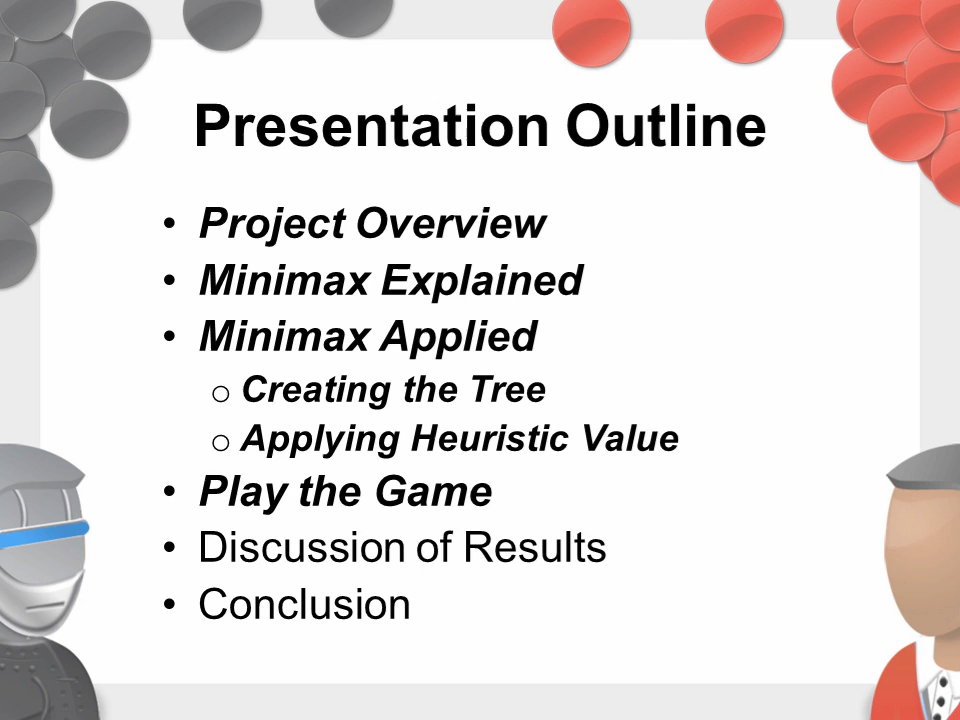 Presentation Outline
• Project Overview
• Minimax Explained
• Minimax Applied
o Creating the Tree
o Applying Heuristic Value
• Play the Game
• Discussion of Results
• Conclusion